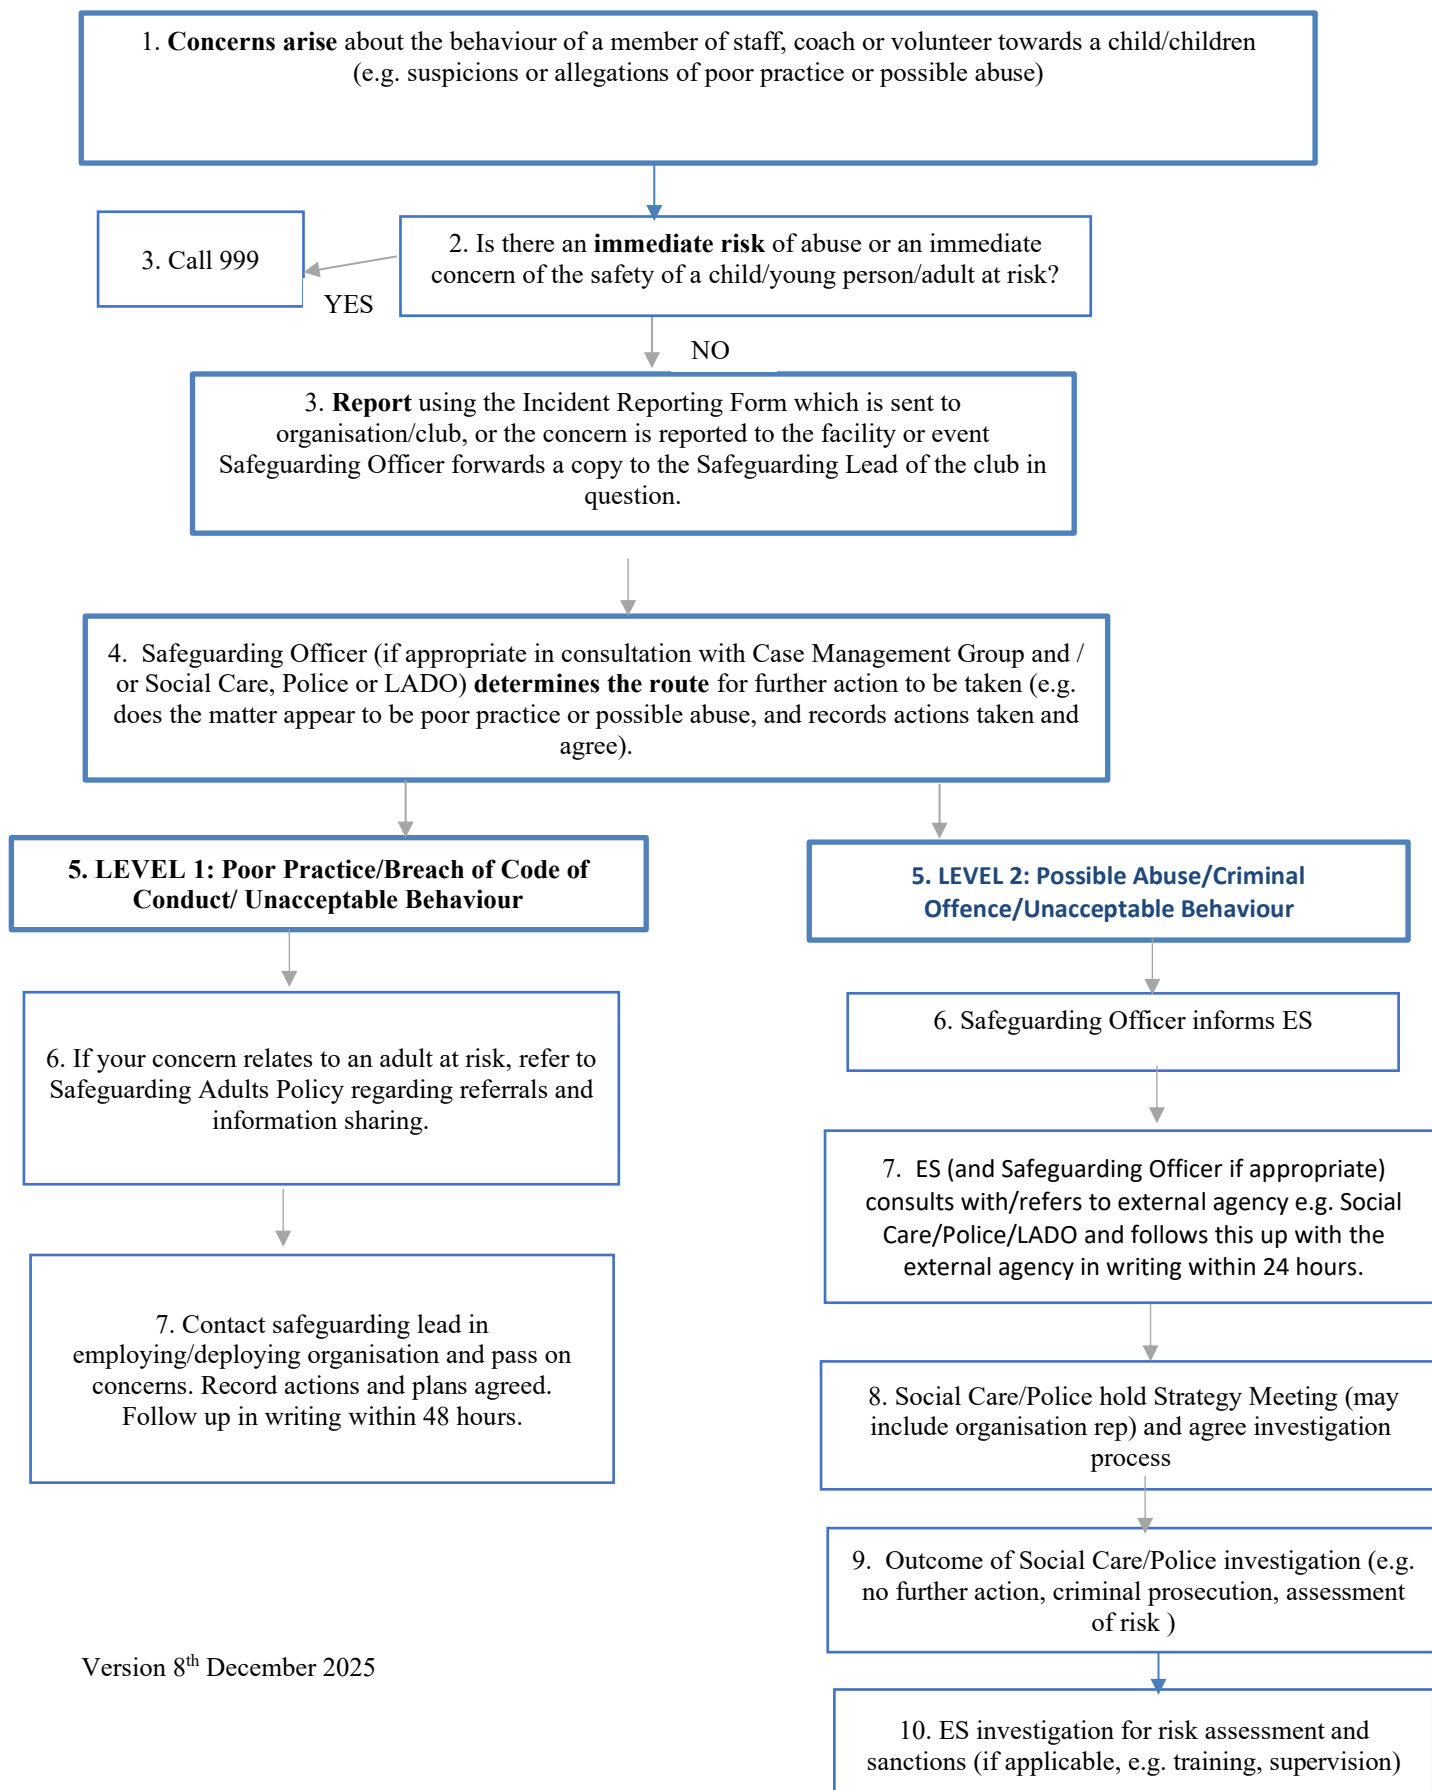 1. Concerns arise about the behaviour of a member of staff, coach or volunteer towards a child/children
(e.g. suspicions or allegations of poor practice or possible abuse)
3. Call 999
2. Is there an immediate risk of abuse or an immediate
concern of the safety of a child/young person/adult at risk?
YES
NO
3. Report using the Incident Reporting Form which is sent to
organisation/club, or the concern is reported to the facility or event
Safeguarding Officer forwards a copy to the Safeguarding Lead of the club in
question.
4. Safeguarding Officer (if appropriate in consultation with Case Management Group and /
or Social Care, Police or LADO) determines the route for further action to be taken (e.g.
does the matter appear to be poor practice or possible abuse, and records actions taken and
agree).
5. LEVEL 1: Poor Practice/Breach of Code of
Conduct/ Unacceptable Behaviour
6. If your concern relates to an adult at risk, refer to
Safeguarding Adults Policy regarding referrals and
information sharing.
7. Contact safeguarding lead in
employing/deploying organisation and pass on
concerns. Record actions and plans agreed.
Follow up in writing within 48 hours.
5. LEVEL 2: Possible Abuse/Criminal
Offence/Unacceptable Behaviour
6. Safeguarding Officer informs ES
7. ES (and Safeguarding Officer if appropriate)
consults with/refers to external agency e.g. Social
Care/Police/LADO and follows this up with the
external agency in writing within 24 hours.
8. Social Care/Police hold Strategy Meeting (may
include organisation rep) and agree investigation
process
9. Outcome of Social Care/Police investigation (e.g.
no further action, criminal prosecution, assessment
of risk )
10. ES investigation for risk assessment and
sanctions (if applicable, e.g. training, supervision)
Version 8th December 2025